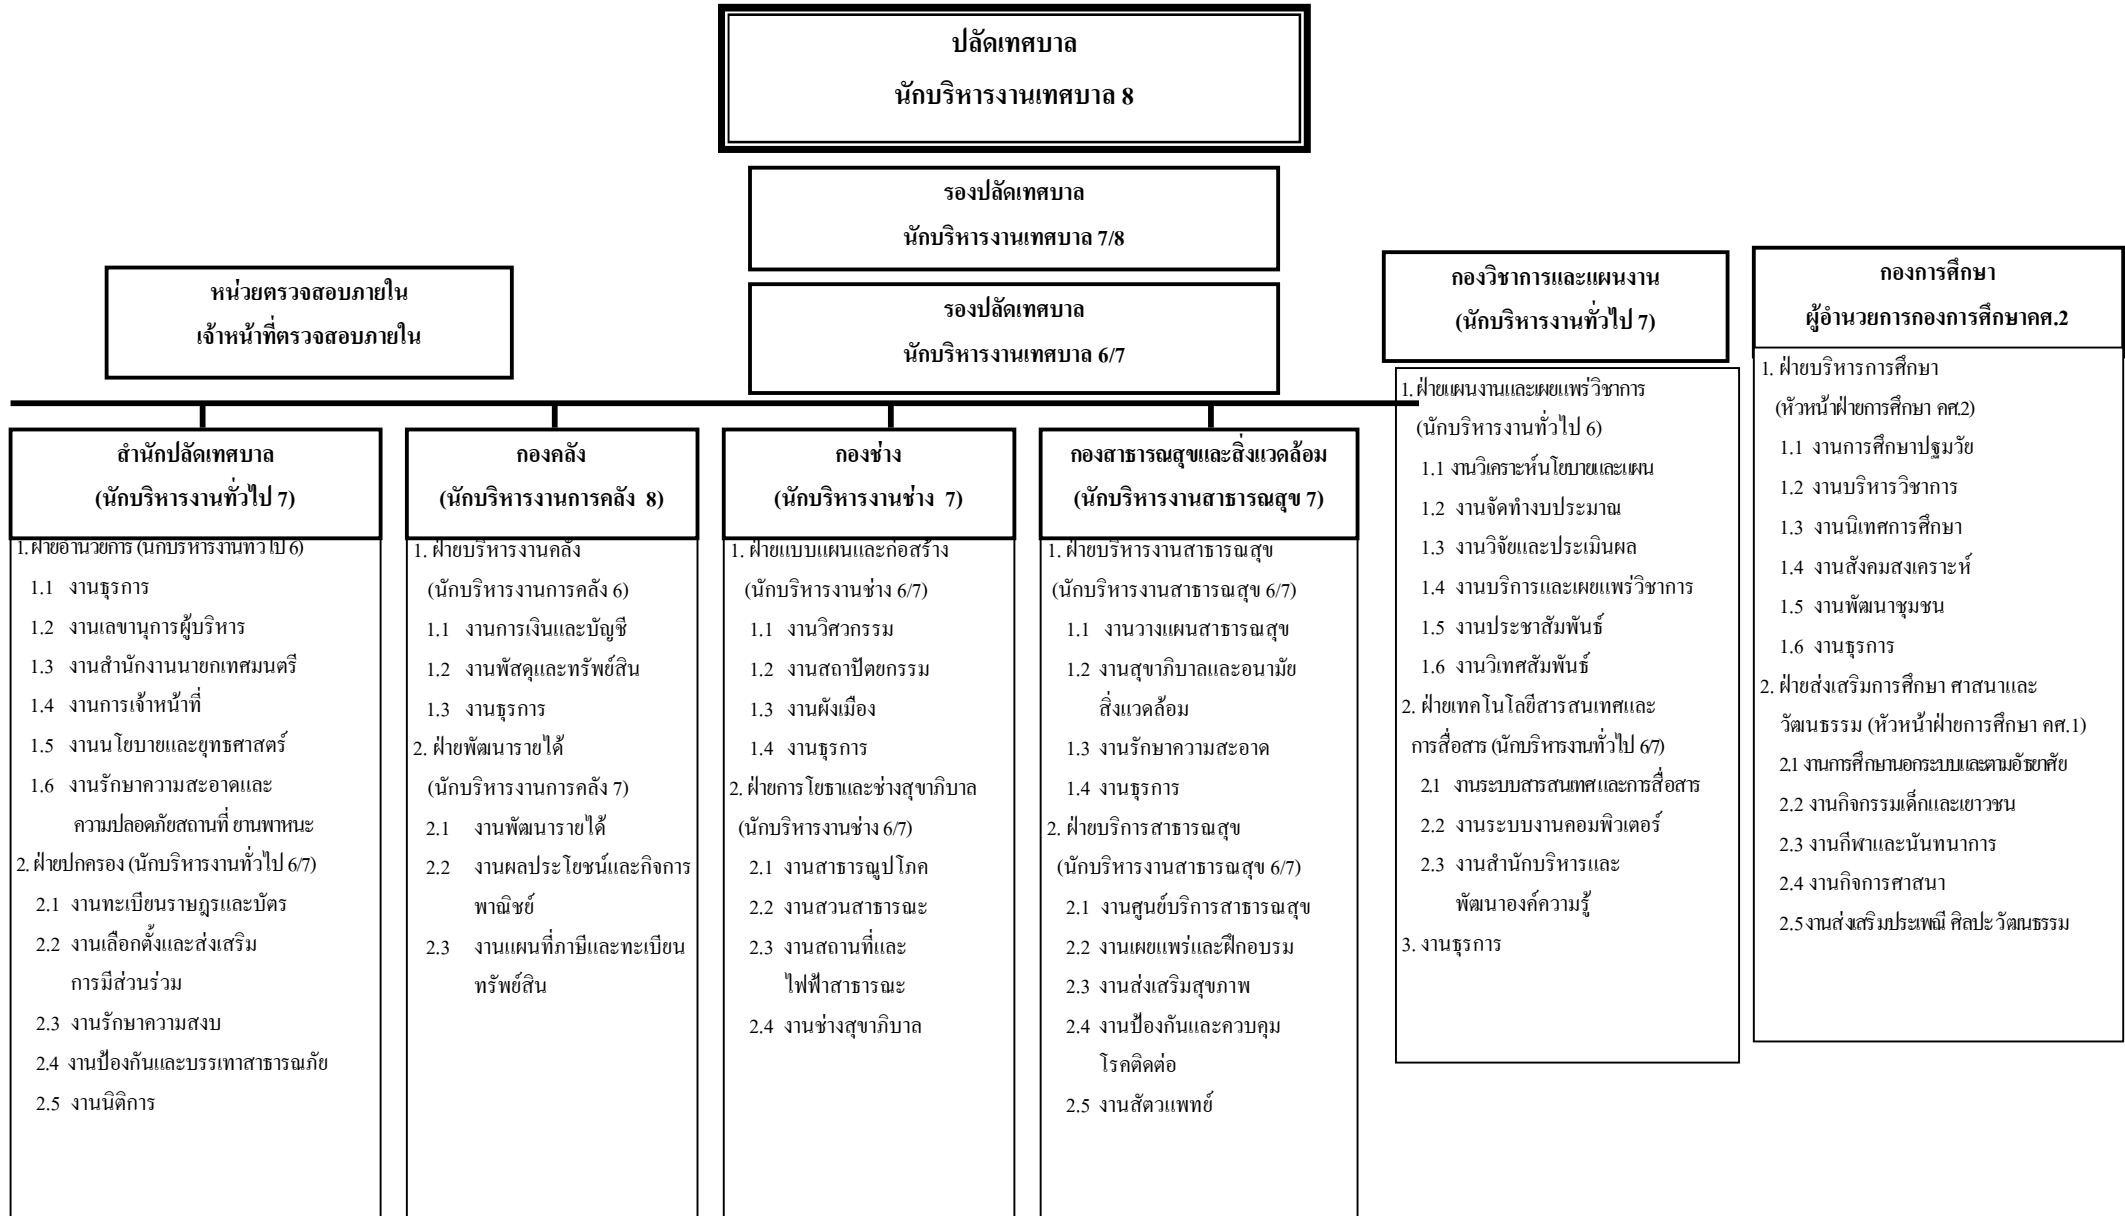 ปลัดเทศบาล
นักบริหารงานเทศบาล 8
รองปลัดเทศบาล
นักบริหารงานเทศบาล 7/8
หน่วยตรวจสอบภายใน
เจ้าหน้าที่ตรวจสอบภายใน
รองปลัดเทศบาล
นักบริหารงานเทศบาล 6/7
สำนักปลัดเทศบาล
(นักบริหารงานทั่วไป 7)
1. ฝ่ายอำนวยการ (นักบริหารงานทั่วไป 6)
1.1 งานธุรการ
1.2 งานเลขานุการผู้บริหาร
1.3 งานสำนักงานนายกเทศมนตรี
1.4 งานการเจ้าหน้าที่
1.5 งานนโยบายและยุทธศาสตร์
1.6 งานรักษาความสะอาดและ
ความปลอดภัยสถานที่ ยานพาหนะ
2. ฝ่ายปกครอง (นักบริหารงานทั่วไป 6/7)
2.1 งานทะเบียนราษฎรและบัตร
2.2 งานเลือกตั้งและส่งเสริม
การมีส่วนร่วม
2.3 งานรักษาความสงบ
2.4 งานป้องกันและบรรเทาสาธารณภัย
2.5 งานนิติการ
กองคลัง
(นักบริหารงานการคลัง 8)
1. ฝ่ายบริหารงานคลัง
(นักบริหารงานการคลัง 6)
1.1 งานการเงินและบัญชี
1.2 งานพัสดุและทรัพย์สิน
1.3 งานธุรการ
2. ฝ่ายพัฒนารายได้
(นักบริหารงานการคลัง 7)
2.1 งานพัฒนารายได้
2.2 งานผลประโยชน์และกิจการ
พาณิชย์
2.3 งานแผนที่ภาษีและทะเบียน
ทรัพย์สิน
กองช่าง
(นักบริหารงานช่าง 7)
1. ฝ่ายแบบแผนและก่อสร้าง
(นักบริหารงานช่าง 6/7)
1.1 งานวิศวกรรม
1.2 งานสถาปัตยกรรม
1.3 งานผังเมือง
1.4 งานธุรการ
2. ฝ่ายการโยธาและช่างสุขาภิบาล
(นักบริหารงานช่าง 6/7)
2.1 งานสาธารณูปโภค
2.2 งานสวนสาธารณะ
2.3 งานสถานที่และ
ไฟฟ้าสาธารณะ
2.4 งานช่างสุขาภิบาล
กองสาธารณสุขและสิ่งแวดล้อม
(นักบริหารงานสาธารณสุข 7)
1. ฝ่ายบริหารงานสาธารณสุข
(นักบริหารงานสาธารณสุข 6/7)
1.1 งานวางแผนสาธารณสุข
1.2 งานสุขาภิบาลและอนามัย
สิ่งแวดล้อม
1.3 งานรักษาความสะอาด
1.4 งานธุรการ
2. ฝ่ายบริการสาธารณสุข
(นักบริหารงานสาธารณสุข 6/7)
2.1 งานศูนย์บริการสาธารณสุข
2.2 งานเผยแพร่และฝึกอบรม
2.3 งานส่งเสริมสุขภาพ
2.4 งานป้องกันและควบคุม
โรคติดต่อ
2.5 งานสัตวแพทย์
กองวิชาการและแผนงาน
(นักบริหารงานทั่วไป 7)
1. ฝ่ายแผนงานและเผยแพร่วิชาการ
(นักบริหารงานทั่วไป 6)
1.1 งานวิเคราะห์นโยบายและแผน
1.2 งานจัดทำงบประมาณ
1.3 งานวิจัยและประเมินผล
1.4 งานบริการและเผยแพร่วิชาการ
1.5 งานประชาสัมพันธ์
1.6 งานวิเทศสัมพันธ์
2. ฝ่ายเทคโนโลยีสารสนเทศและ
การสื่อสาร (นักบริหารงานทั่วไป 6/7)
2.1 งานระบบสารสนเทศและการสื่อสาร
2.2 งานระบบงานคอมพิวเตอร์
2.3 งานสำนักบริหารและ
พัฒนาองค์ความรู้
3. งานธุรการ
กองการศึกษา
ผู้อำนวยการกองการศึกษาคศ.2
1. ฝ่ายบริหารการศึกษา
(หัวหน้าฝ่ายการศึกษา คศ.2)
1.1 งานการศึกษาปฐมวัย
1.2 งานบริหารวิชาการ
1.3 งานนิเทศการศึกษา
1.4 งานสังคมสงเคราะห์
1.5 งานพัฒนาชุมชน
1.6 งานธุรการ
2. ฝ่ายส่งเสริมการศึกษา ศาสนาและ
วัฒนธรรม (หัวหน้าฝ่ายการศึกษา คศ.1)
2.1 งานการศึกษานอกระบบและตามอัธยาศัย
2.2 งานกิจกรรมเด็กและเยาวชน
2.3 งานกีฬาและนันทนาการ
2.4 งานกิจการศาสนา
2.5 งานส่งเสริมประเพณี ศิลปะ วัฒนธรรม